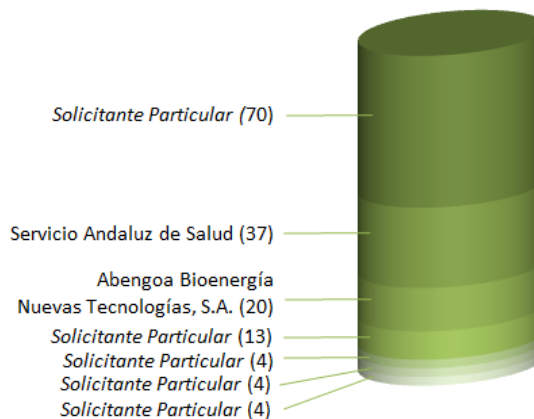 Solicitante Particular (70)
Servicio Andaluz de Salud (37)
Abengoa Bioenergía
Nuevas Tecnologías, S.A. (20)
Solicitante Particular (13)
Solicitante Particular (4)
Solicitante Particular (4)
Solicitante Particular (4)